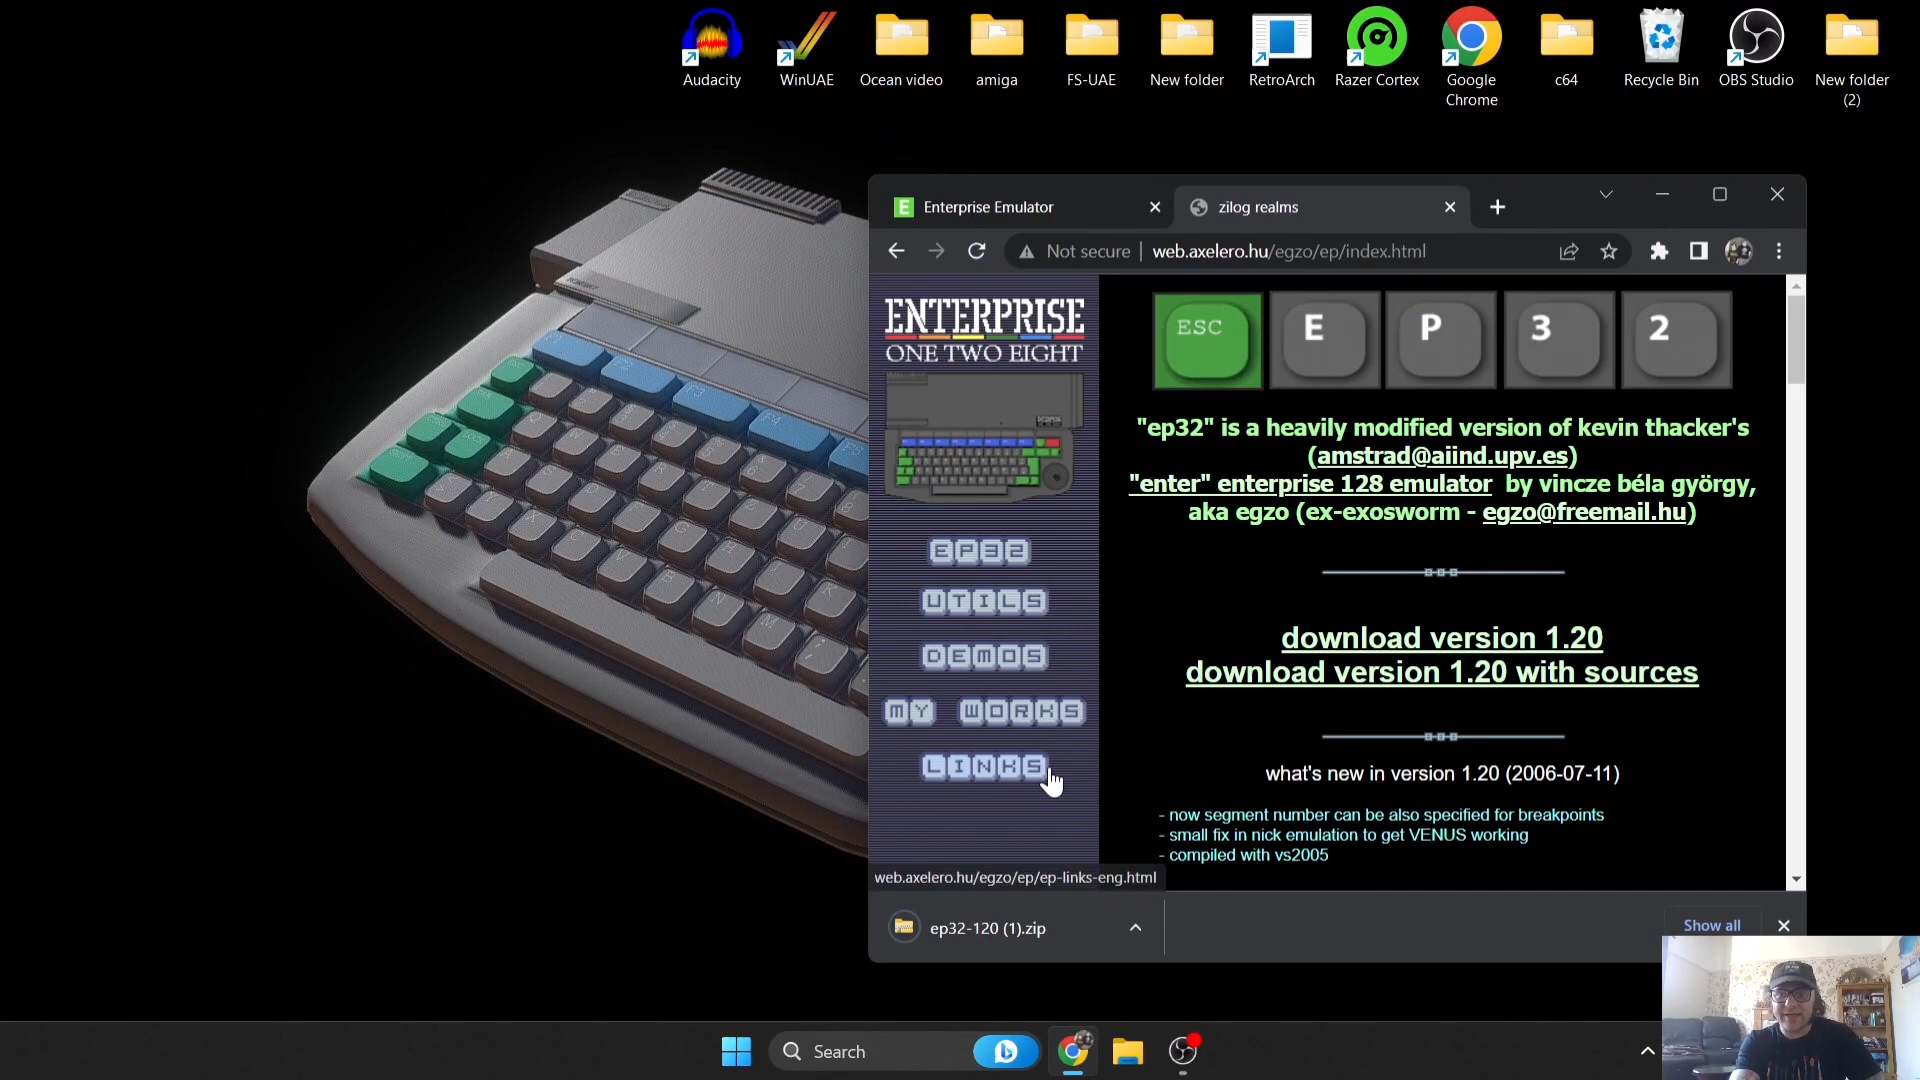 Audacity
WinUAE
Ocean video
amiga
FS-UAE
New folder
RetroArch
Razer Cortex
Google
Chrome
c64
Recycle Bin
OBS Studio
New folder
(2)
Enterprise Emulator
zilog realms
Not secure
web.axelero.hu/egzo/ep/index.html
ENTERPRISE
ONE TWO EIGHT
EP32
UTILS
DEMOS
MY WORKS
LINKS
ESC E P 3 2
"ep32" is a heavily modified version of kevin thacker's
(amstrad@aiind.upv.es)
"enter" enterprise 128 emulator by vincze béla györgy,
aka egzo (ex-exosworm - egzo@freemail.hu)
download version 1.20
download version 1.20 with sources
what's new in version 1.20 (2006-07-11)
- now segment number can be also specified for breakpoints
- small fix in nick emulation to get VENUS working
- compiled with vs2005
web.axelero.hu/egzo/ep/ep-links-eng.html
ep32-120 (1).zip
Show all
Search